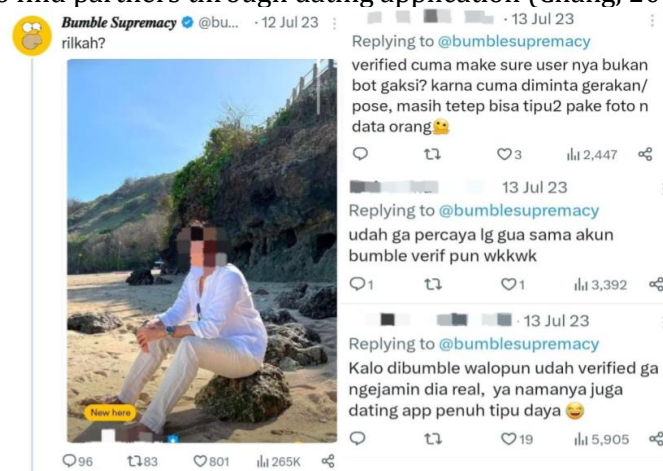 to find partners through dating application (Chang, 20
Bumble Supremacy @bu... · 12 Jul 23
rilkah?
New here
96 83 801 265K
· 13 Jul 23
Replying to @bumblesupremacy
verified cuma make sure user nya bukan
bot gaksi? karna cuma diminta gerakan/
pose, masih tetep bisa tipu2 pake foto n
data orang
3 2,447
13 Jul 23
Replying to @bumblesupremacy
udah ga percaya lg gua sama akun
bumble verif pun wkkwk
1 1 3,392
· 13 Jul 23
Replying to @bumblesupremacy
Kalo dibumble walopun udah verified ga
ngejamin dia real, ya namanya juga
dating app penuh tipu daya
19 5,905